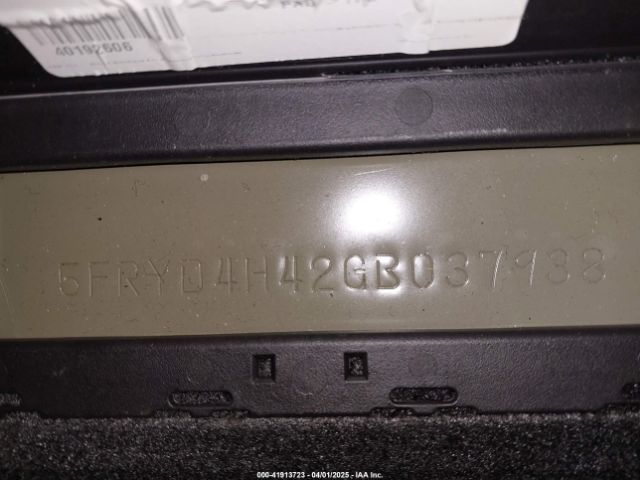 40192606
5FRYD4H42GB037938
000-41913723 - 04/01/2025 - IAA Inc.